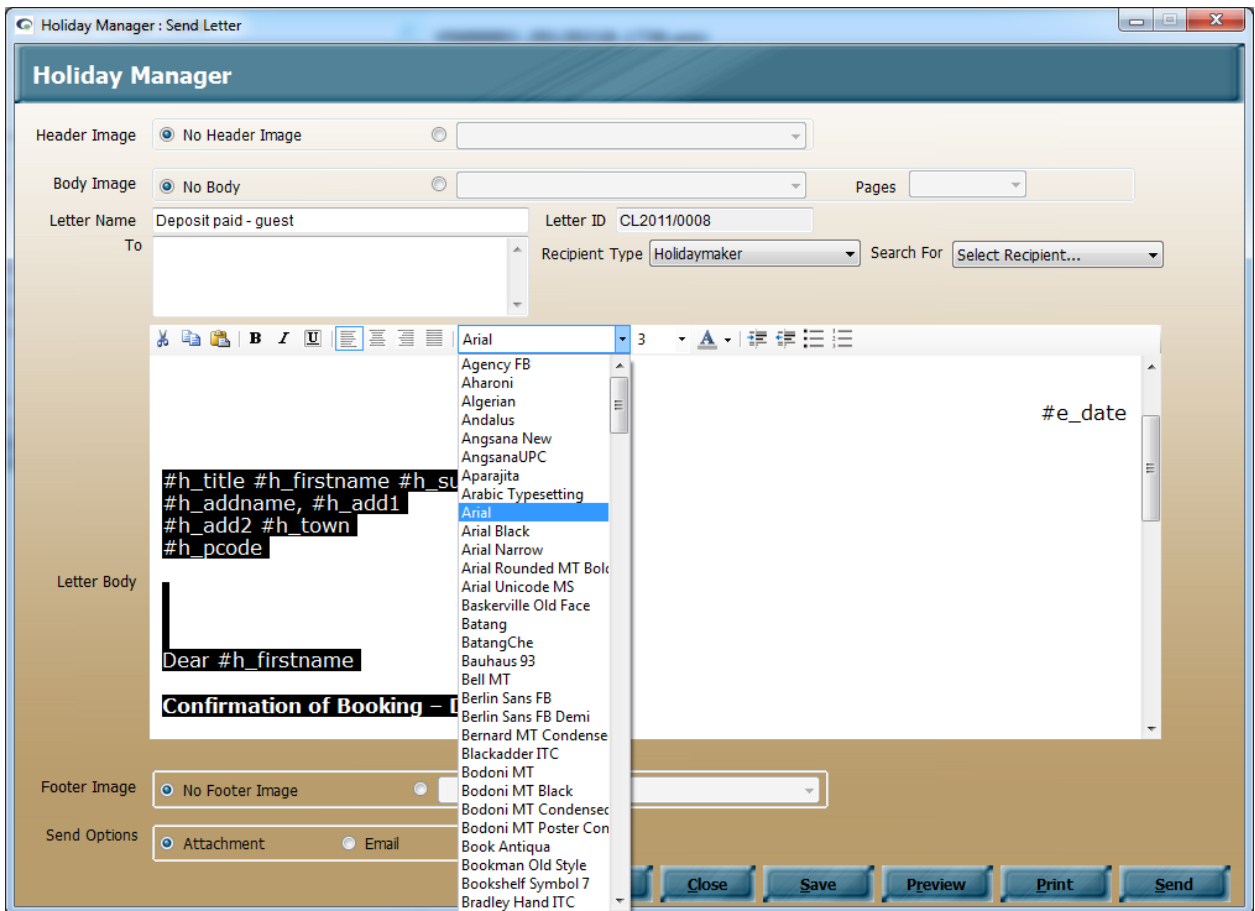 Holiday Manager : Send Letter
Holiday Manager
Header Image No Header Image
Body Image No Body Pages
Letter Name Deposit paid - guest Letter ID CL2011/0008
To Recipient Type Holidaymaker Search For Select Recipient...
B I U Arial 3 A
Agency FB
Aharoni
Algerian
Andalus
Angsana New
AngsanaUPC
Aparajita
Arabic Typesetting
Arial
Arial Black
Arial Narrow
Arial Rounded MT Bold
Arial Unicode MS
Baskerville Old Face
Batang
BatangChe
Bauhaus 93
Bell MT
Berlin Sans FB
Berlin Sans FB Demi
Bernard MT Condense
Blackadder ITC
Bodoni MT
Bodoni MT Black
Bodoni MT Condensed
Bodoni MT Poster Con
Book Antiqua
Bookman Old Style
Bookshelf Symbol 7
Bradley Hand ITC
#e_date
#h_title #h_firstname #h_su
#h_addname, #h_add1
#h_add2 #h_town
#h_pcode
Letter Body
Dear #h_firstname
Confirmation of Booking –
Footer Image No Footer Image
Send Options Attachment Email
Close Save Preview Print Send